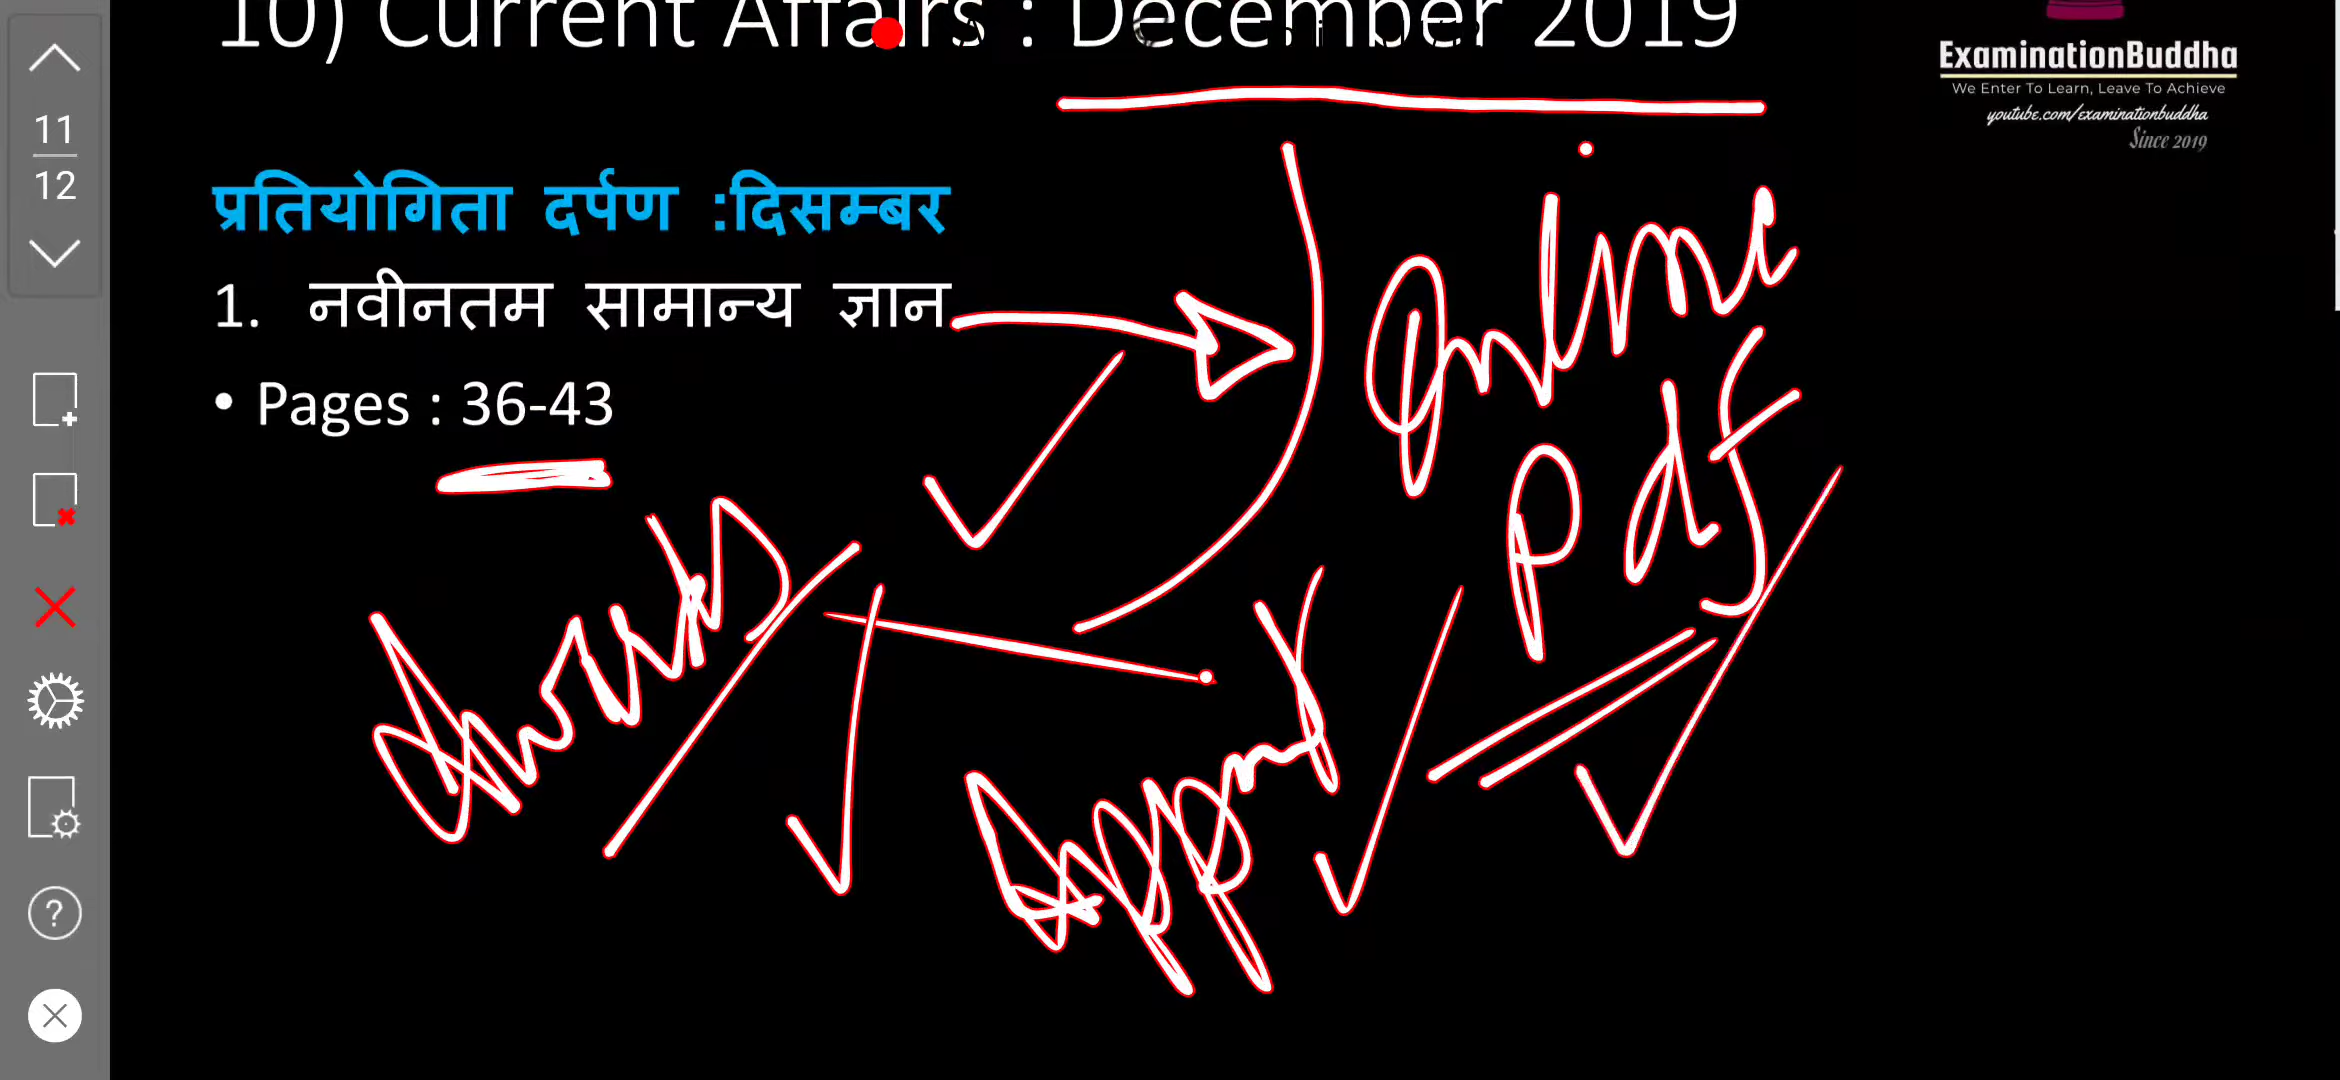 10) Current Affairs : December 2019
ExaminationBuddha
We Enter To Learn, Leave To Achieve
youtube.com/examinationbuddha
Since 2019
11
12
प्रतियोगिता दर्पण :दिसम्बर
1. नवीनतम सामान्य ज्ञान
• Pages : 36-43
Online
Pdf
Awards
?